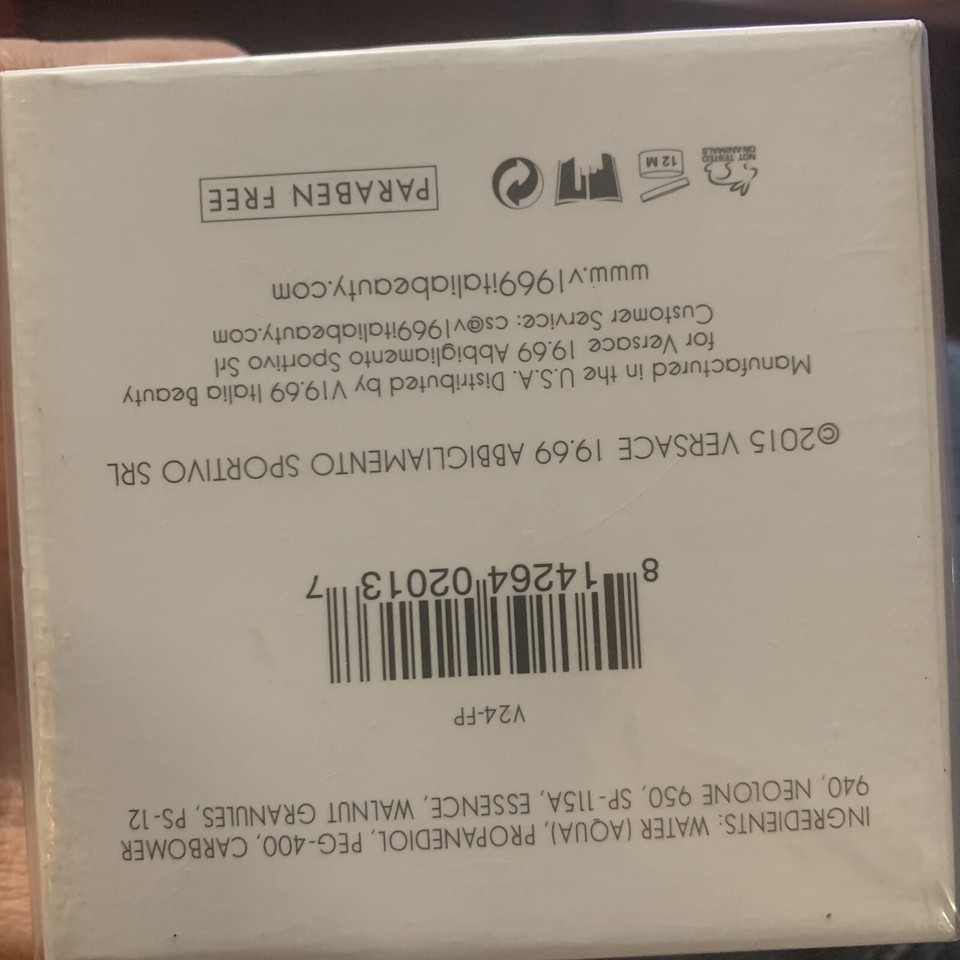 INGREDIENTS: WATER (AQUA), PROPANEDIOL, PEG-400, CARBOMER
940, NEOLONE 950, SP-115A, ESSENCE, WALNUT GRANULES, PS-12
V24-FP
8 14264 02013 7
©2015 VERSACE 19.69 ABBIGLIAMENTO SPORTIVO SRL
Manufactured in the U.S.A. Distributed by V19.69 Italia Beauty
for Versace 19.69 Abbigliamento Sportivo Srl
Customer Service: cs@v1969italiabeauty.com
www.v1969italiabeauty.com
NOT TESTED
ON ANIMALS
12 M
PARABEN FREE